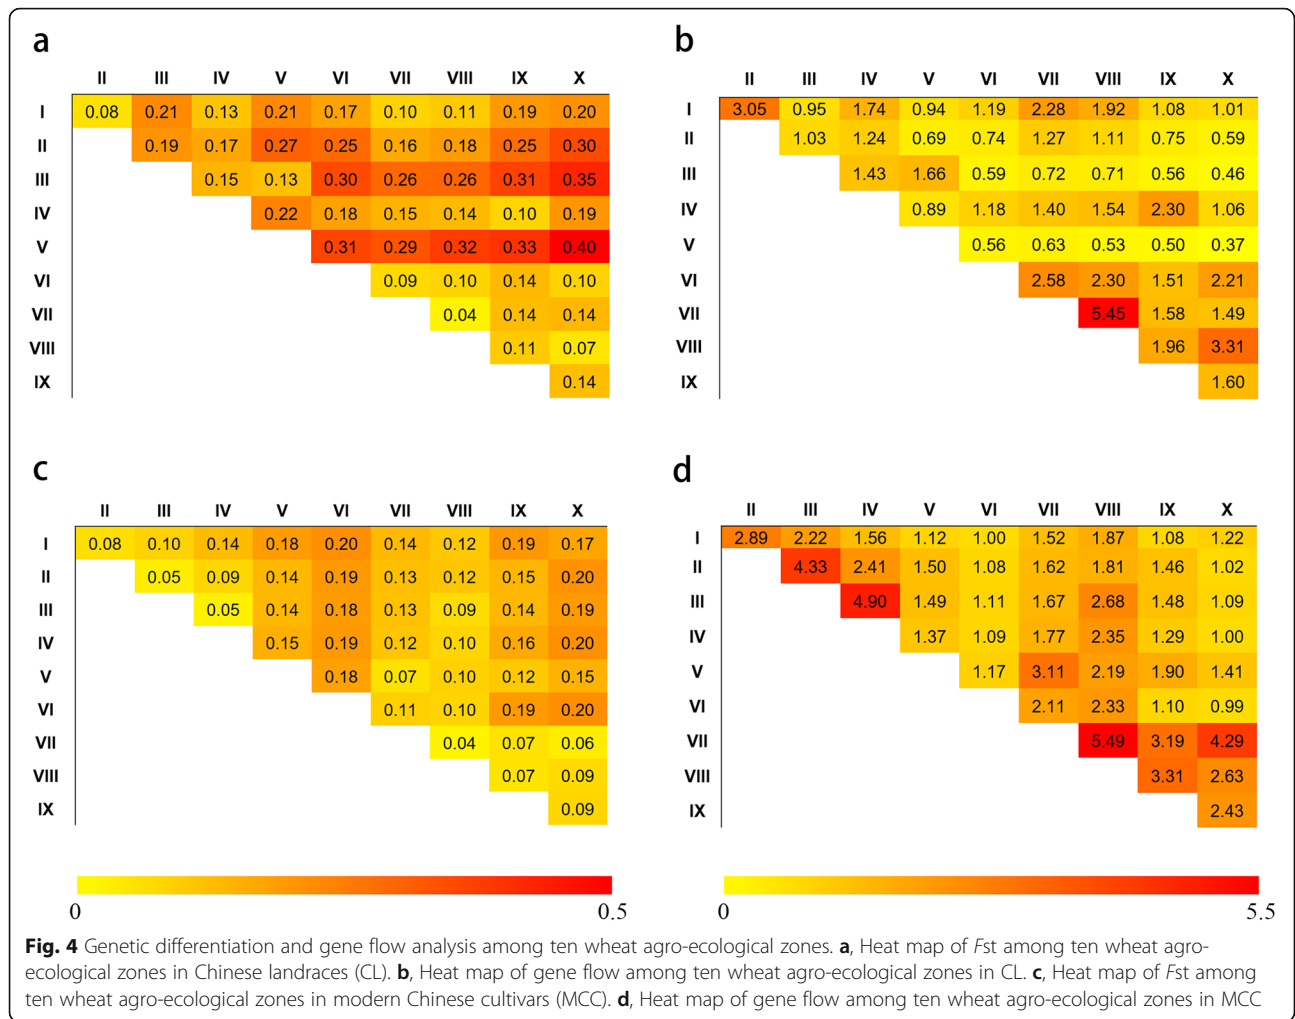 a
II III IV V VI VII VIII IX X
I 0.08 0.21 0.13 0.21 0.17 0.10 0.11 0.19 0.20
II 0.19 0.17 0.27 0.25 0.16 0.18 0.25 0.30
III 0.15 0.13 0.30 0.26 0.26 0.31 0.35
IV 0.22 0.18 0.15 0.14 0.10 0.19
V 0.31 0.29 0.32 0.33 0.40
VI 0.09 0.10 0.14 0.10
VII 0.04 0.14 0.14
VIII 0.11 0.07
IX 0.14
b
II III IV V VI VII VIII IX X
I 3.05 0.95 1.74 0.94 1.19 2.28 1.92 1.08 1.01
II 1.03 1.24 0.69 0.74 1.27 1.11 0.75 0.59
III 1.43 1.66 0.59 0.72 0.71 0.56 0.46
IV 0.89 1.18 1.40 1.54 2.30 1.06
V 0.56 0.63 0.53 0.50 0.37
VI 2.58 2.30 1.51 2.21
VII 5.45 1.58 1.49
VIII 1.96 3.31
IX 1.60
c
II III IV V VI VII VIII IX X
I 0.08 0.10 0.14 0.18 0.20 0.14 0.12 0.19 0.17
II 0.05 0.09 0.14 0.19 0.13 0.12 0.15 0.20
III 0.05 0.14 0.18 0.13 0.09 0.14 0.19
IV 0.15 0.19 0.12 0.10 0.16 0.20
V 0.18 0.07 0.10 0.12 0.15
VI 0.11 0.10 0.19 0.20
VII 0.04 0.07 0.06
VIII 0.07 0.09
IX 0.09
0 0.5
d
II III IV V VI VII VIII IX X
I 2.89 2.22 1.56 1.12 1.00 1.52 1.87 1.08 1.22
II 4.33 2.41 1.50 1.08 1.62 1.81 1.46 1.02
III 4.90 1.49 1.11 1.67 2.68 1.48 1.09
IV 1.37 1.09 1.77 2.35 1.29 1.00
V 1.17 3.11 2.19 1.90 1.41
VI 2.11 2.33 1.10 0.99
VII 5.49 3.19 4.29
VIII 3.31 2.63
IX 2.43
0 5.5
Fig. 4 Genetic differentiation and gene flow analysis among ten wheat agro-ecological zones. a, Heat map of Fst among ten wheat agro-
ecological zones in Chinese landraces (CL). b, Heat map of gene flow among ten wheat agro-ecological zones in CL. c, Heat map of Fst among
ten wheat agro-ecological zones in modern Chinese cultivars (MCC). d, Heat map of gene flow among ten wheat agro-ecological zones in MCC